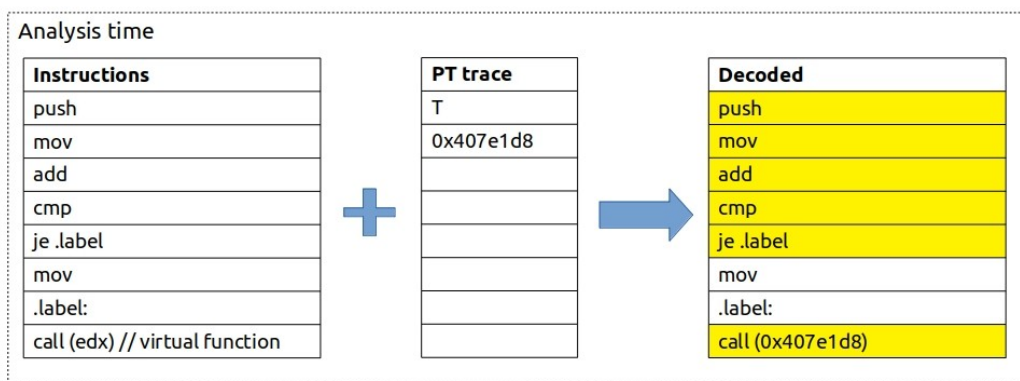 Analysis time
Instructions
push
mov
add
cmp
je .label
mov
.label:
call (edx) // virtual function
PT trace
T
0x407e1d8
Decoded
push
mov
add
cmp
je .label
mov
.label:
call (0x407e1d8)